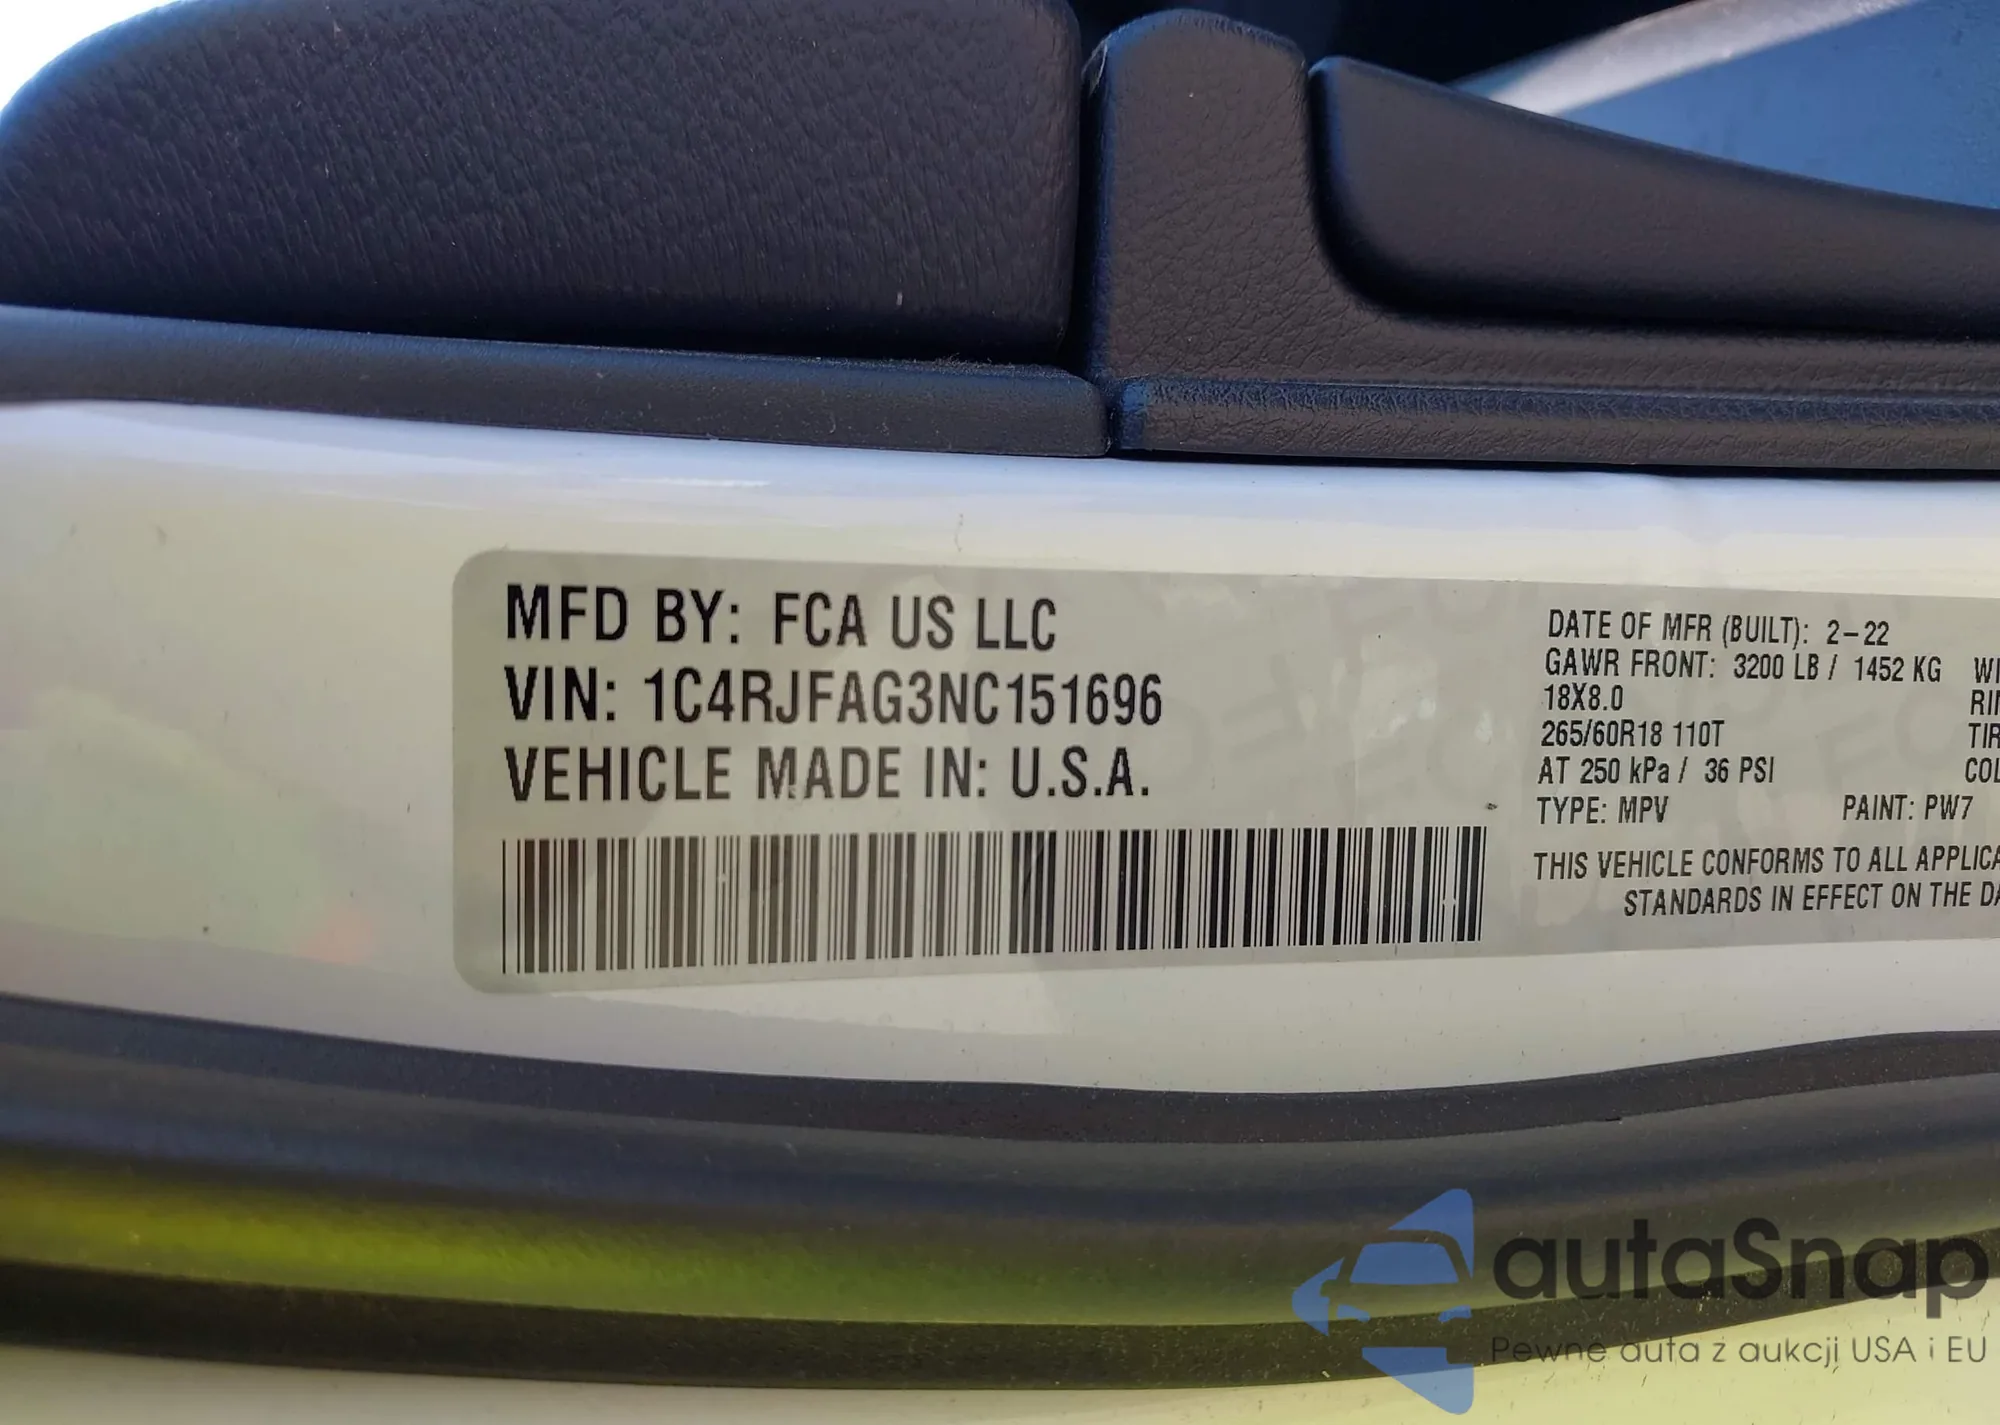 MFD BY: FCA US LLC
VIN: 1C4RJFAG3NC151696
VEHICLE MADE IN: U.S.A.
DATE OF MFR (BUILT): 2-22
GAWR FRONT: 3200 LB / 1452 KG
18X8.0
265/60R18 110T
AT 250 kPa / 36 PSI
TYPE: MPV PAINT: PW7
THIS VEHICLE CONFORMS TO ALL
STANDARDS IN EFFECT ON THE
autaSnap
Pewne auta z aukcji USA i EU